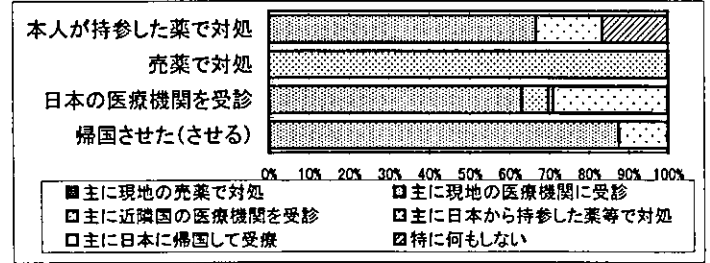 本人が持参した薬で対処
売薬で対処
日本の医療機関を受診
帰国させた(させる)
0% 10% 20% 30% 40% 50% 60% 70% 80% 90% 100%
主に現地の売薬で対処 主に現地の医療機関に受診
主に近隣国の医療機関を受診 主に日本から持参した薬等で対処
主に日本に帰国して受療 特に何もしない